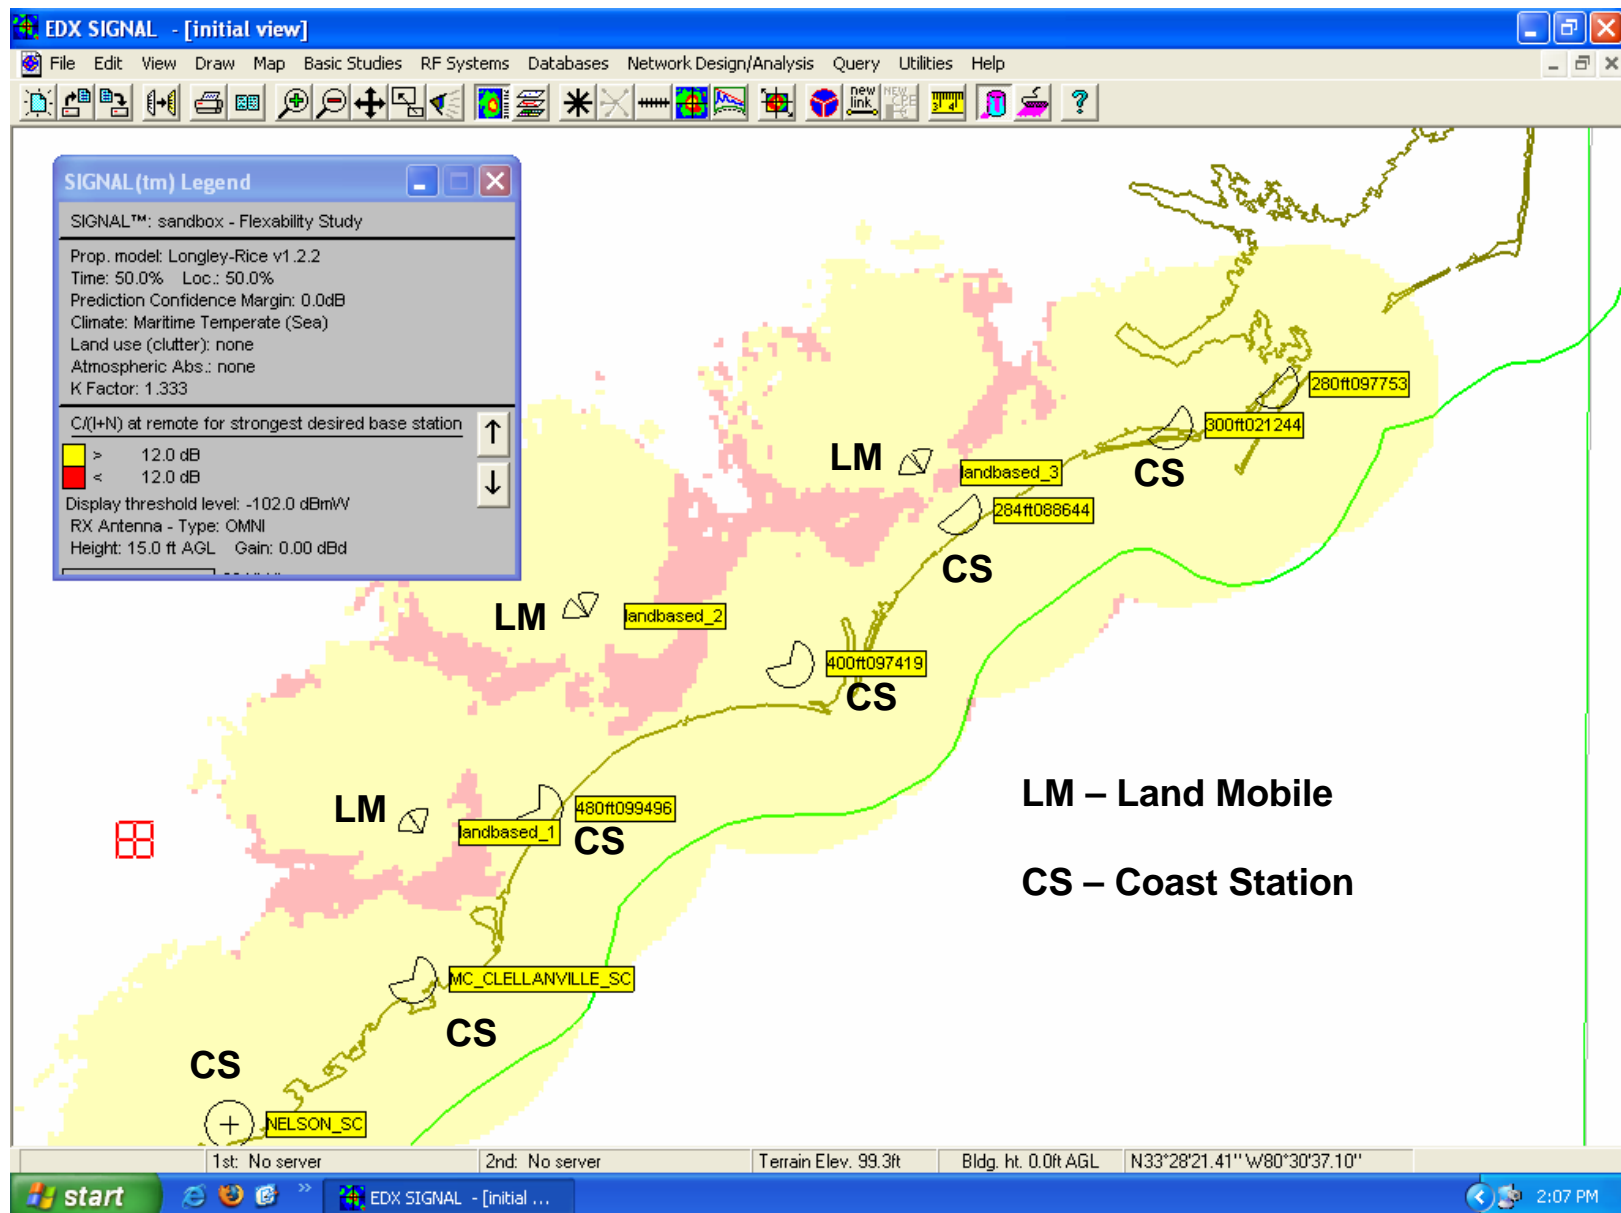 EDX SIGNAL - [initial view]
File Edit View Draw Map Basic Studies RF Systems Databases Network Design/Analysis Query Utilities Help
new link
NEW CPE
SIGNAL(tm) Legend
SIGNAL™: sandbox - Flexability Study
Prop. model: Longley-Rice v1.2.2
Time: 50.0% Loc.: 50.0%
Prediction Confidence Margin: 0.0dB
Climate: Maritime Temperate (Sea)
Land use (clutter): none
Atmospheric Abs.: none
K Factor: 1.333
C/(I+N) at remote for strongest desired base station
> 12.0 dB
< 12.0 dB
Display threshold level: -102.0 dBmW
RX Antenna - Type: OMNI
Height: 15.0 ft AGL Gain: 0.00 dBd
280ft097753
300ft021244
CS
LM
landbased_3
284ft088644
CS
LM
landbased_2
400ft097419
CS
LM
landbased_1
480ft099496
CS
LM – Land Mobile
CS – Coast Station
MC_CLELLANVILLE_SC
CS
CS
NELSON_SC
1st: No server 2nd: No server Terrain Elev. 99.3ft Bldg. ht. 0.0ft AGL N33°28'21.41" W80°30'37.10"
start EDX SIGNAL - [initial ... 2:07 PM